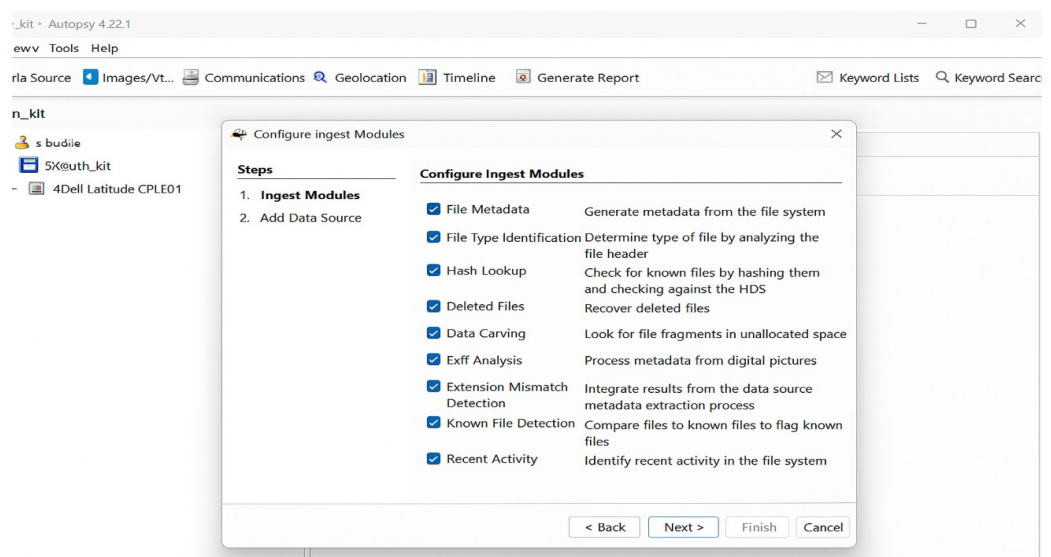 _kit • Autopsy 4.22.1
ewv Tools Help
rla Source Images/Vt... Communications Geolocation Timeline Generate Report Keyword Lists Keyword Searc
n_klt
s budile
5X@uth_kit
4Dell Latitude CPLE01
Configure ingest Modules
Steps
1. Ingest Modules
2. Add Data Source
Configure Ingest Modules
File Metadata Generate metadata from the file system
File Type Identification Determine type of file by analyzing the
file header
Hash Lookup Check for known files by hashing them
and checking against the HDS
Deleted Files Recover deleted files
Data Carving Look for file fragments in unallocated space
Exff Analysis Process metadata from digital pictures
Extension Mismatch Integrate results from the data source
Detection metadata extraction process
Known File Detection Compare files to known files to flag known
files
Recent Activity Identify recent activity in the file system
< Back Next > Finish Cancel